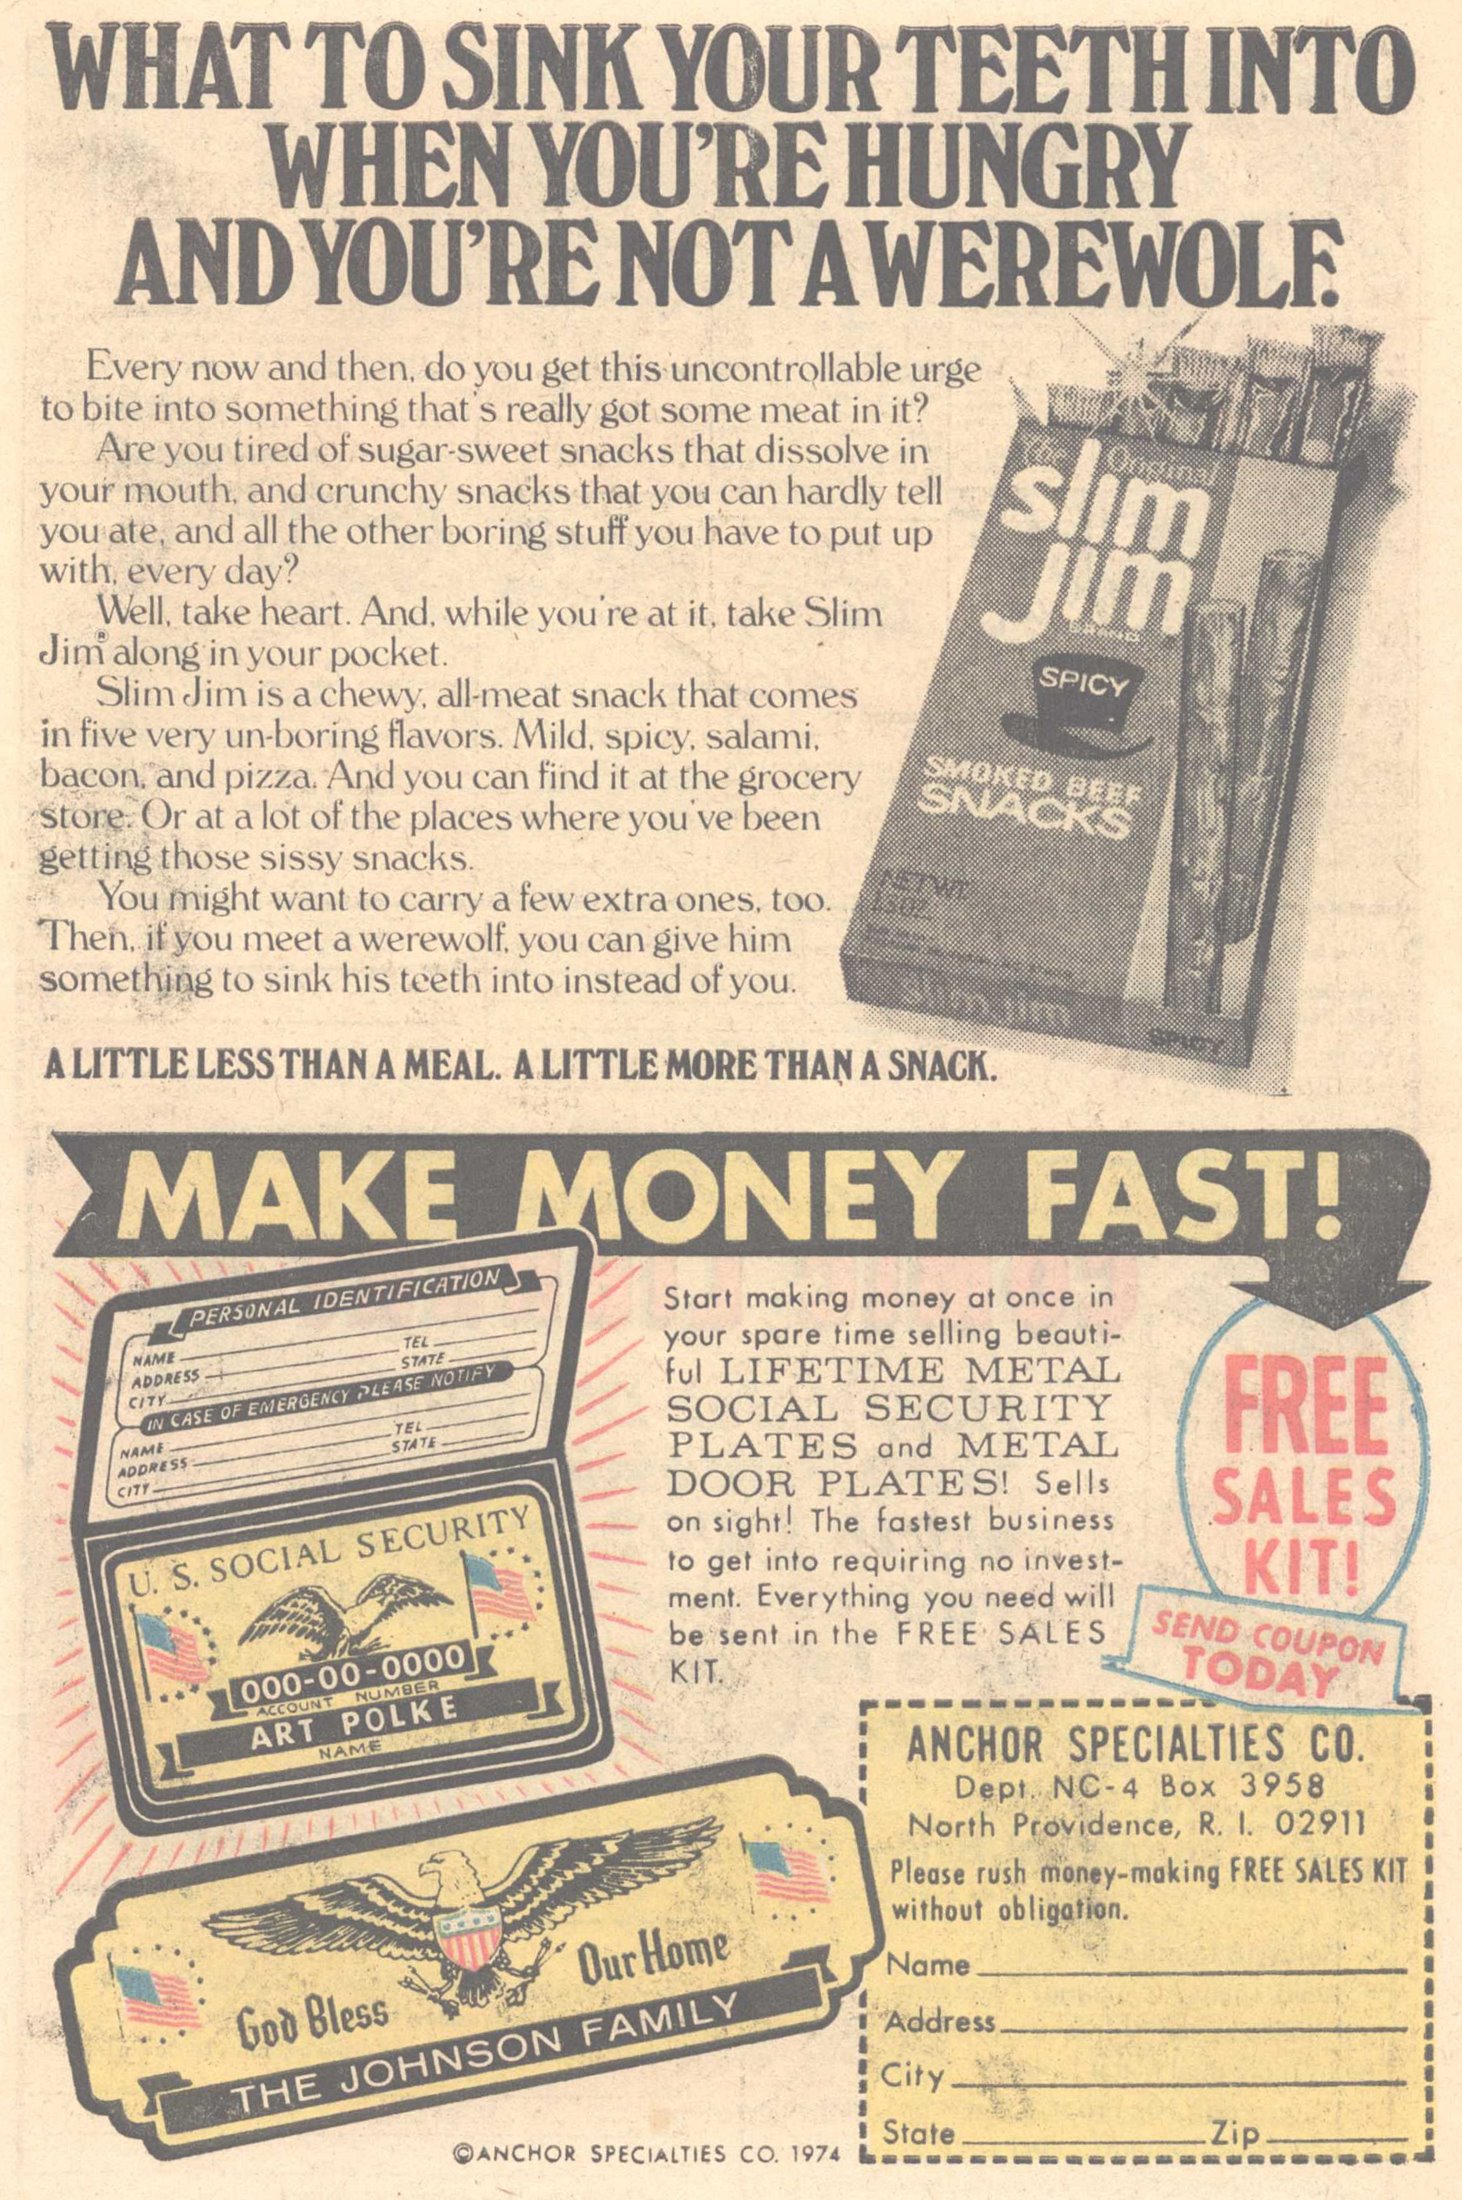 WHAT TO SINK YOUR TEETH INTO
WHEN YOU'RE HUNGRY
AND YOU'RE NOT A WEREWOLF.
Every now and then, do you get this uncontrollable urge
to bite into something that's really got some meat in it?
Are you tired of sugar-sweet snacks that dissolve in
your mouth, and crunchy snacks that you can hardly tell
you ate, and all the other boring stuff you have to put up
with, every day?
Well, take heart. And, while you're at it, take Slim
Jim® along in your pocket.
Slim Jim is a chewy, all-meat snack that comes
in five very un-boring flavors. Mild, spicy, salami,
bacon, and pizza. And you can find it at the grocery
store. Or at a lot of the places where you've been
getting those sissy snacks.
You might want to carry a few extra ones, too.
Then, if you meet a werewolf, you can give him
something to sink his teeth into instead of you.
the Original
slim
jim
SPICY
SMOKED BEEF
SNACKS
NET WT.
slim jim
SPICY
A LITTLE LESS THAN A MEAL. A LITTLE MORE THAN A SNACK.
MAKE MONEY FAST!
PERSONAL IDENTIFICATION
NAME TEL
ADDRESS STATE
CITY
IN CASE OF EMERGENCY PLEASE NOTIFY
NAME TEL
ADDRESS STATE
CITY
U. S. SOCIAL SECURITY
000-00-0000
ACCOUNT NUMBER
ART POLKE
NAME
Start making money at once in
your spare time selling beauti-
ful LIFETIME METAL
SOCIAL SECURITY
PLATES and METAL
DOOR PLATES! Sells
on sight! The fastest business
to get into requiring no invest-
ment. Everything you need will
be sent in the FREE SALES
KIT.
FREE
SALES
KIT!
SEND COUPON
TODAY
God Bless Our Home
THE JOHNSON FAMILY
©ANCHOR SPECIALTIES CO. 1974
ANCHOR SPECIALTIES CO.
Dept. NC-4 Box 3958
North Providence, R. I. 02911
Please rush money-making FREE SALES KIT
without obligation.
Name
Address
City
State Zip